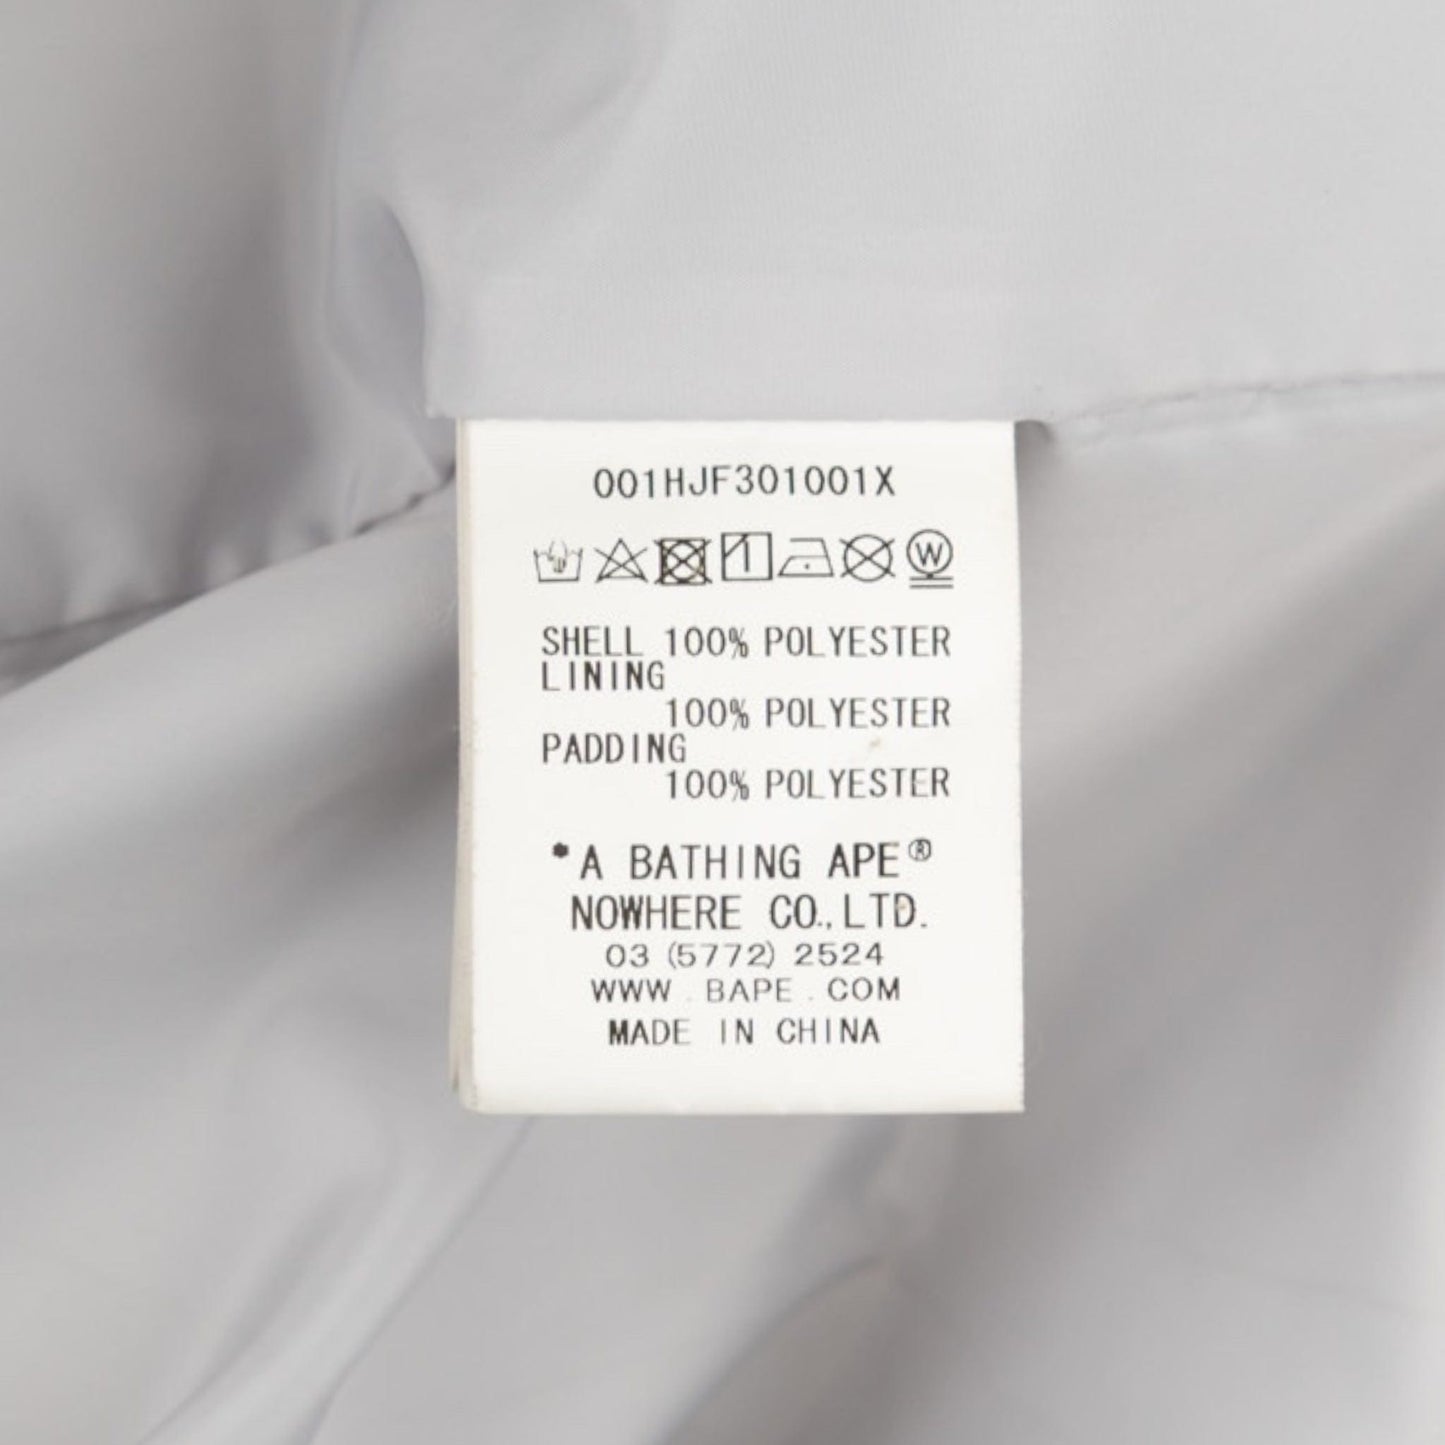 001HJF301001X
W
SHELL 100% POLYESTER
LINING
100% POLYESTER
PADDING
100% POLYESTER
*A BATHING APE®
NOWHERE CO.,LTD.
03 (5772) 2524
WWW.BAPE.COM
MADE IN CHINA